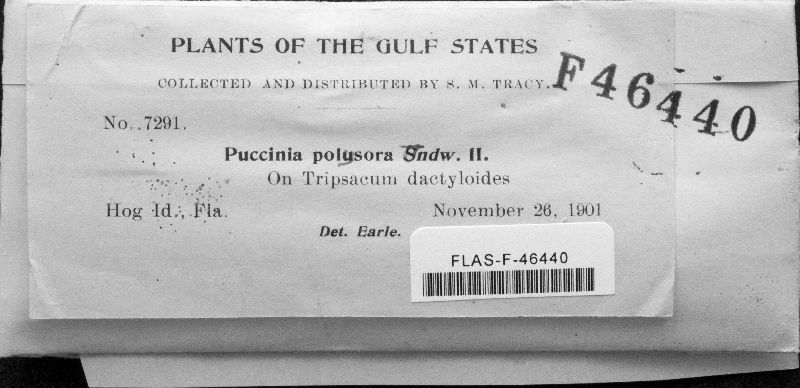 PLANTS OF THE GULF STATES
COLLECTED AND DISTRIBUTED BY S. M. TRACY.
F46440
No. 7291.
Puccinia polysora Undw. II.
On Tripsacum dactyloides
Hog Id., Fla. November 26, 1901
Det. Earle.
FLAS-F-46440